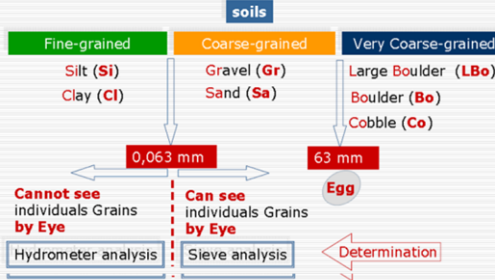 soils
Fine-grained
Coarse-grained
Very Coarse-grained
Silt (Si)
Clay (Cl)
Gravel (Gr)
Sand (Sa)
Large Boulder (LBo)
Boulder (Bo)
Cobble (Co)
0,063 mm
63 mm
Egg
Cannot see
individuals Grains
by Eye
Can see
individuals Grains
by Eye
Hydrometer analysis
Sieve analysis
Determination